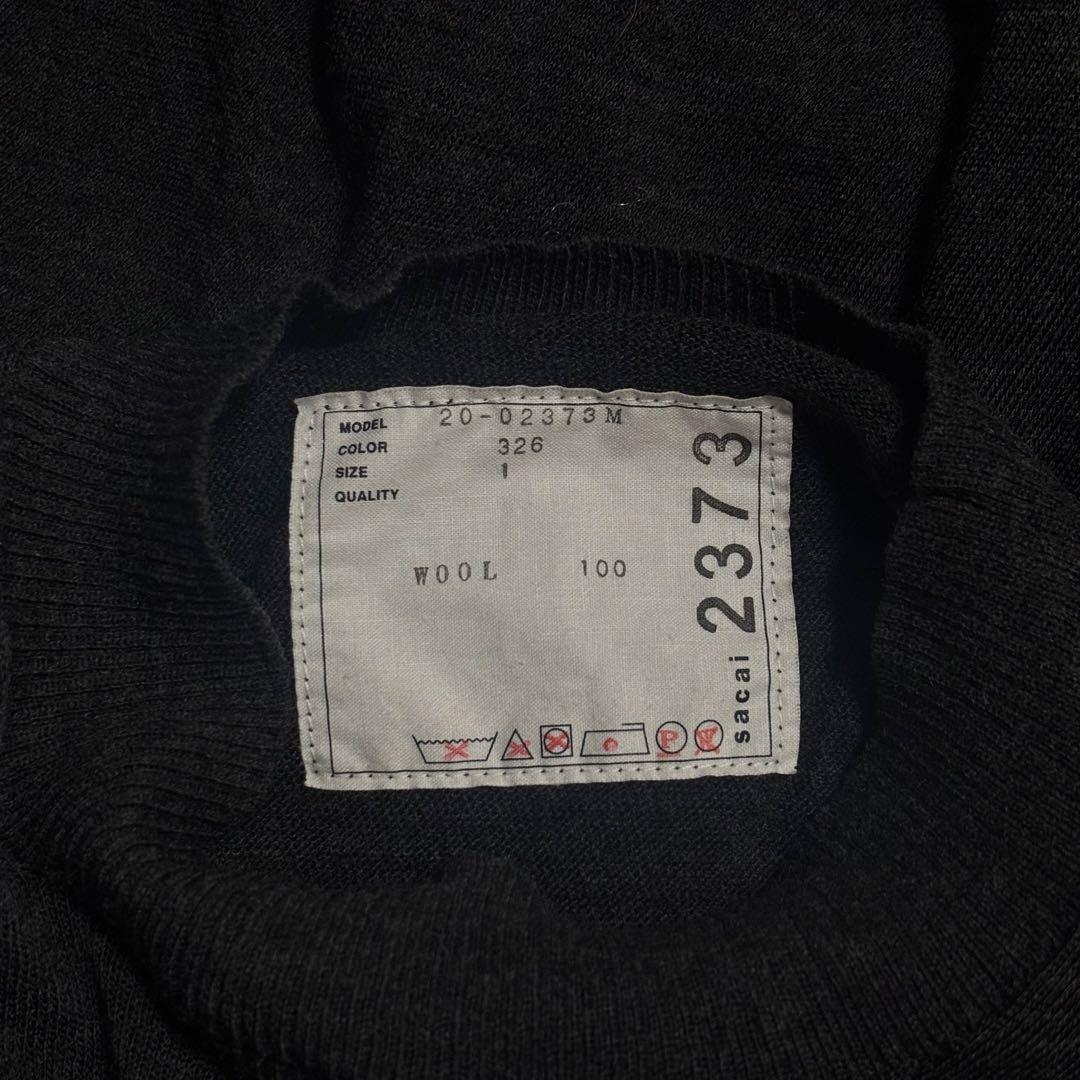 MODEL 20-02373M
COLOR 326
SIZE 1
QUALITY
WOOL 100
sacai 2373
P
W